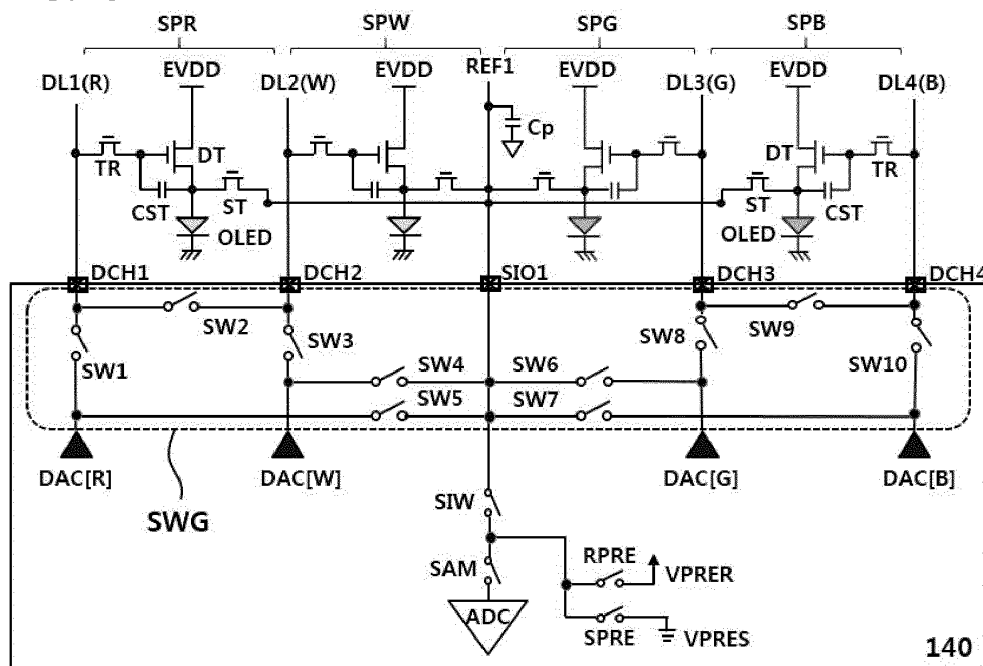 SPR SPW SPG SPB
EVDD EVDD REF1 EVDD EVDD
DL1(R) DL2(W) DL3(G) DL4(B)
Cp
TR DT DT TR
CST ST ST CST
OLED OLED
DCH1 DCH2 SIO1 DCH3 DCH4
SW2 SW9
SW1 SW3 SW4 SW6 SW8 SW10
SW5 SW7
DAC[R] DAC[W] DAC[G] DAC[B]
SWG
SIW
RPRE
SAM VPRER
ADC
SPRE VPRES
140